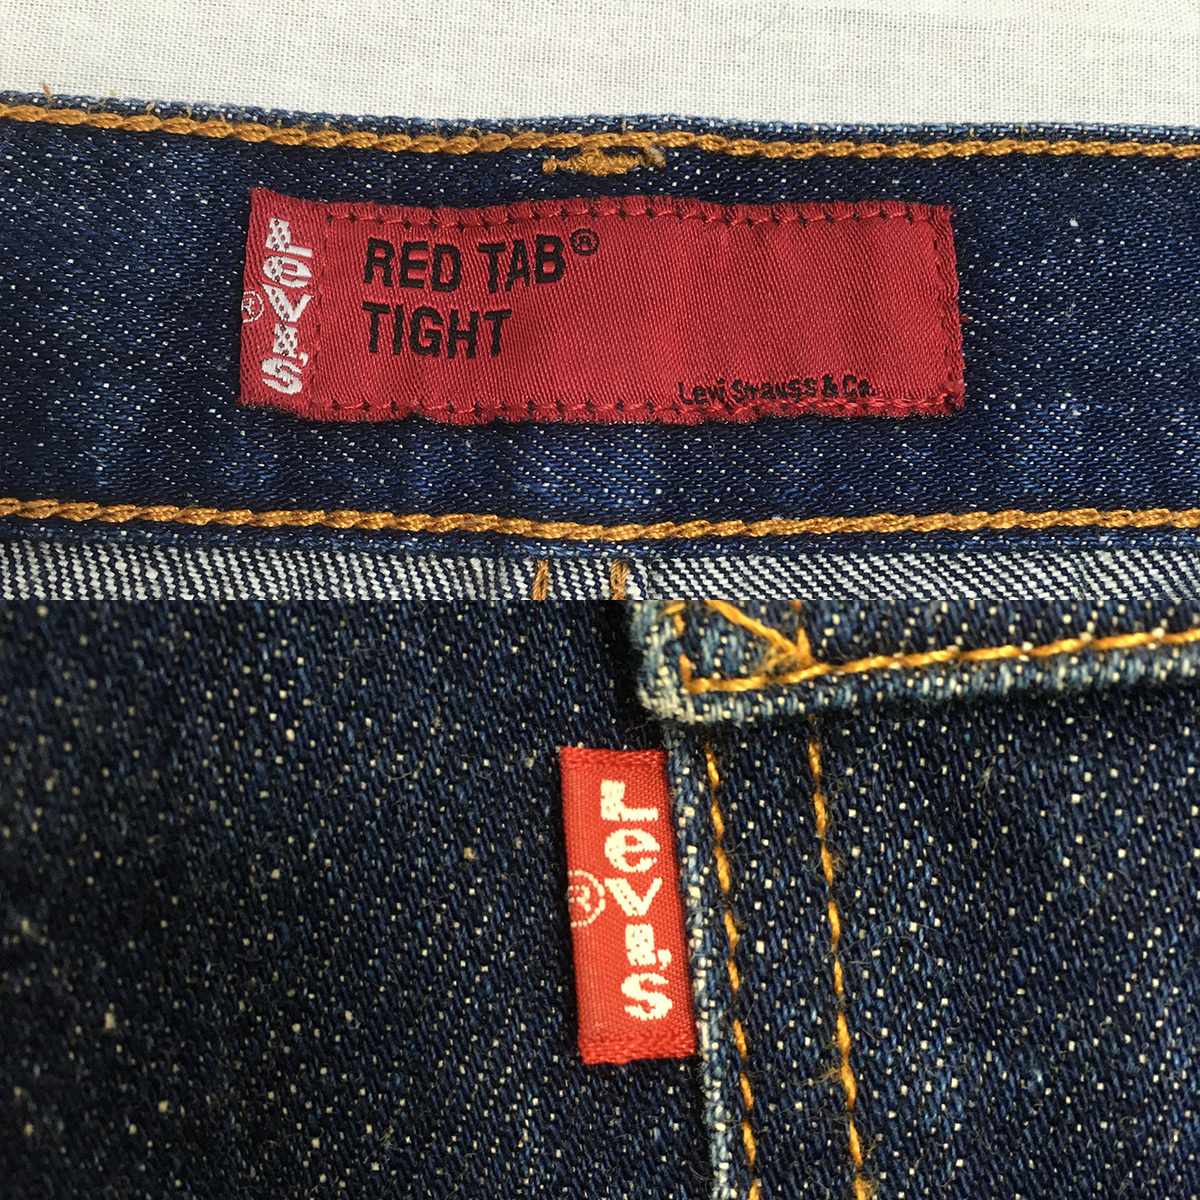 LEVI'S®
RED TAB®
TIGHT
Levi Strauss & Co.
LeVi's®